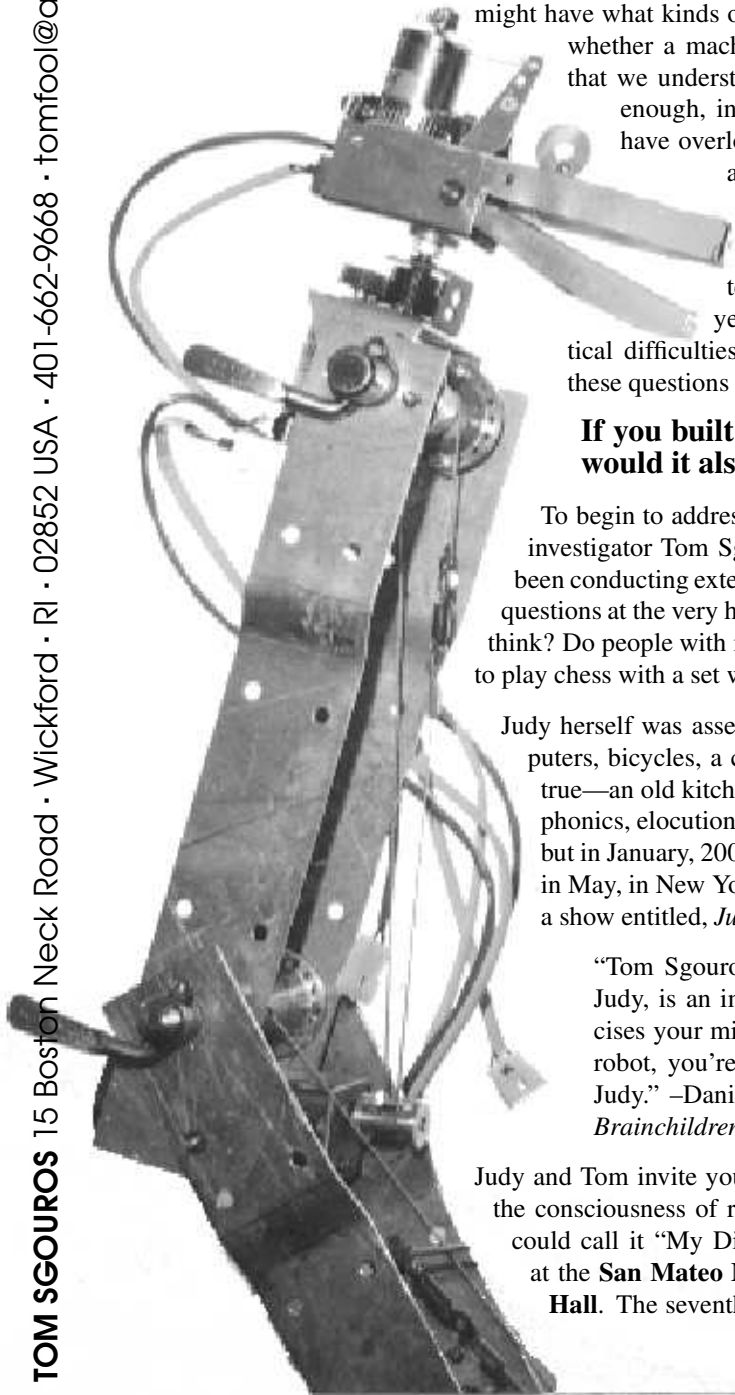 might have what kinds o
whether a mach
that we underst
enough, in
have overlo
a
to
ye
tical difficulties
these questions
If you built
would it als
To begin to addres
investigator Tom Sg
been conducting exte
questions at the very h
think? Do people with
to play chess with a set w
Judy herself was asse
puters, bicycles, a c
true—an old kitch
phonics, elocution
but in January, 200
in May, in New Yo
a show entitled, Ju
“Tom Sgouro
Judy, is an in
cises your mi
robot, you’re
Judy.” –Dani
Brainchildren
Judy and Tom invite you
the consciousness of r
could call it “My Di
at the San Mateo
Hall. The seventh
TOM SGOUROS 15 Boston Neck Road · Wickford · RI · 02852 USA · 401-662-9668 · tomfool@a